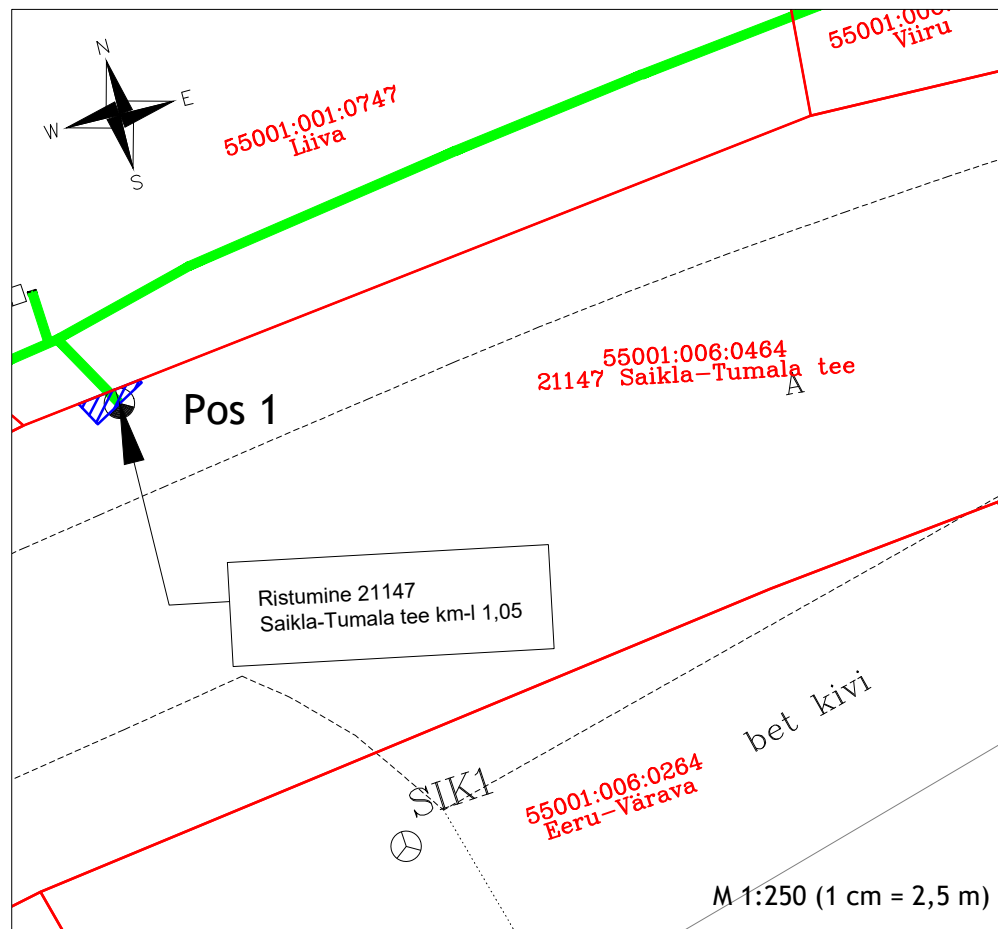 N
E
W
S
55001:001:0747
Liiva
Viiru
55001:006:0464
21147 Saikla-Tumala tee
A
Pos 1
Ristumine 21147
Saikla-Tumala tee km-l 1,05
bet kivi
SIK1
55001:006:0264
Eeru-Värava
M 1:250 (1 cm = 2,5 m)